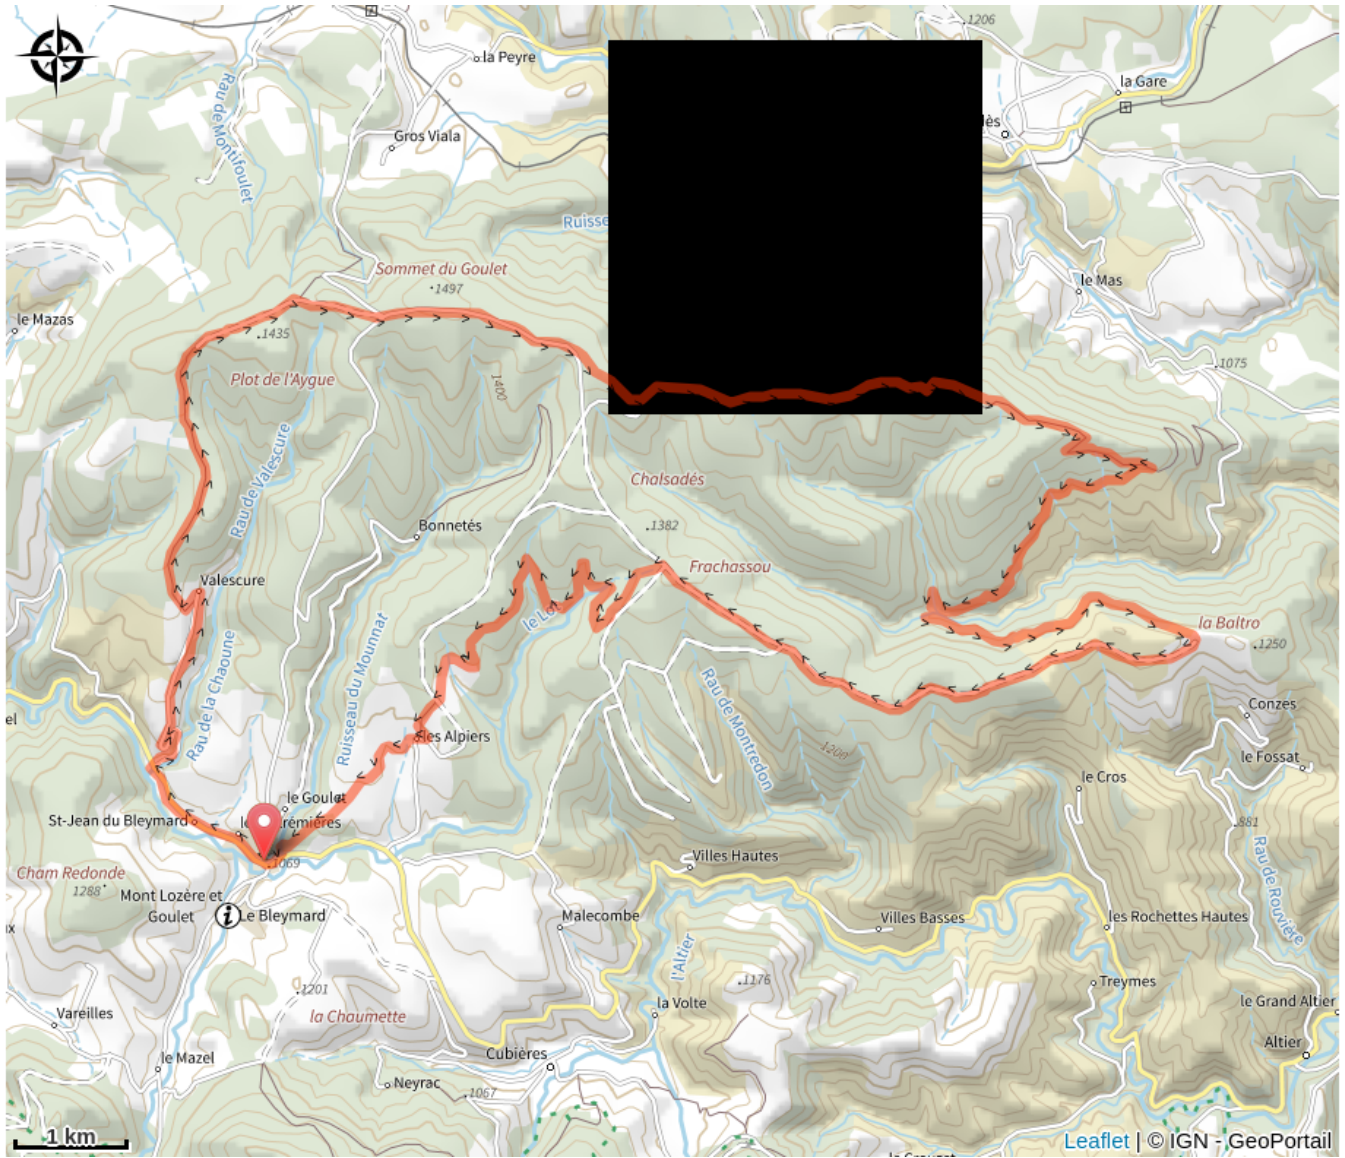 1206
la Peyre
la Gare
Rau de Montifoulet
Gros Viala
lès
Ruisse
Sommet du Goulet
1497
le Mas
le Mazas
1435
1075
Plot de l'Aygue
1400
Rau de Valescure
Chalsadés
Bonnetés
1382
Frachassou
Valescure
le Lo
la Baltro
1250
Rau de la Chaoune
Ruisseau du Mounnat
Rau de Montredon
Conzes
el
les Alpiers
1200
le Fossat
le Cros
le Goulet
St-Jean du Bleymard
881
1069
Villes Hautes
Cham Redonde
1288
Rau de Rouvière
Mont Lozère et
Goulet
Le Bleymard
Malecombe
Villes Basses
les Rochettes Hautes
x
l'Altier
1176
Treymes
1201
la Volte
le Grand Altier
Vareilles
la Chaumette
Altier
le Mazel
Cubières
Neyrac
1067
1 km
Leaflet | © IGN - GeoPortail